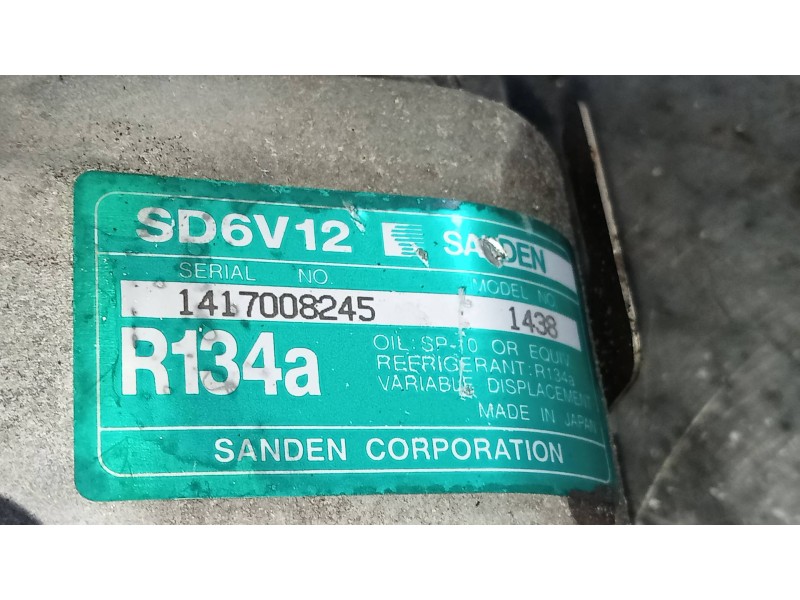 SD6V12 SANDEN
SERIAL NO. MODEL NO.
1417008245 1438
R134a
OIL: SP-10 OR EQUIV
REFRIGERANT: R134a
VARIABLE DISPLACEMENT
MADE IN JAPAN
SANDEN CORPORATION